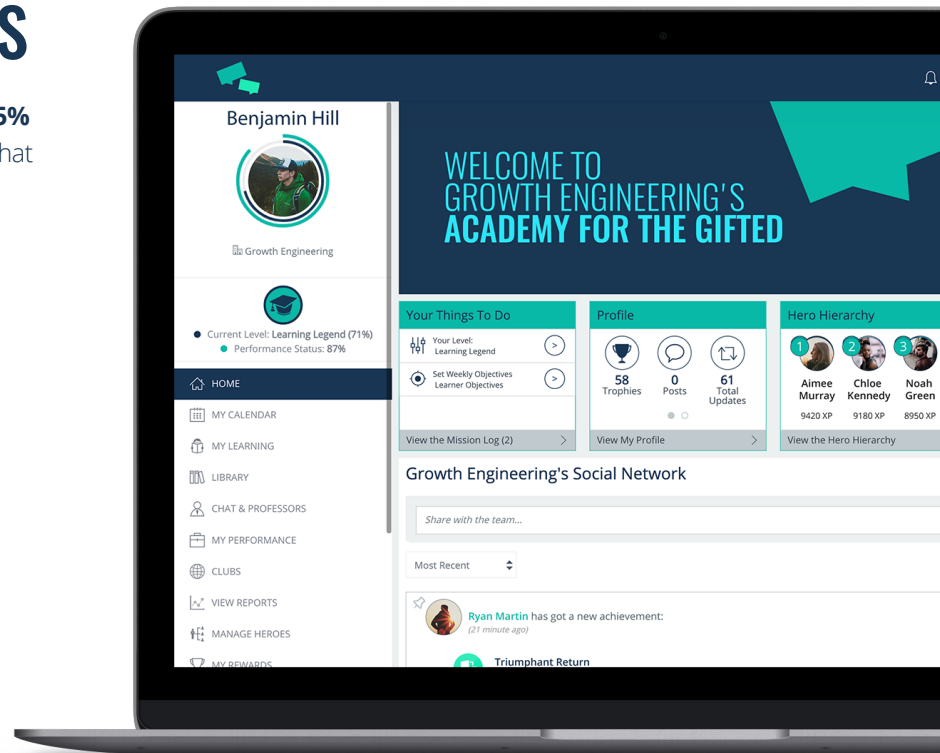 S
5%
hat
Benjamin Hill
Growth Engineering
Current Level: Learning Legend (71%)
Performance Status: 87%
HOME
MY CALENDAR
MY LEARNING
LIBRARY
CHAT & PROFESSORS
MY PERFORMANCE
CLUBS
VIEW REPORTS
MANAGE HEROES
MY REWARDS
WELCOME TO
GROWTH ENGINEERING'S
ACADEMY FOR THE GIFTED
Your Things To Do
Your Level:
Learning Legend
>
Set Weekly Objectives
Learner Objectives
>
View the Mission Log (2) >
Profile
58 0 61
Trophies Posts Total
Updates
View My Profile >
Hero Hierarchy
1 2 3
Aimee Chloe Noah
Murray Kennedy Green
9420 XP 9180 XP 8950 XP
View the Hero Hierarchy
Growth Engineering's Social Network
Share with the team...
Most Recent
Ryan Martin has got a new achievement:
(21 minute ago)
Triumphant Return